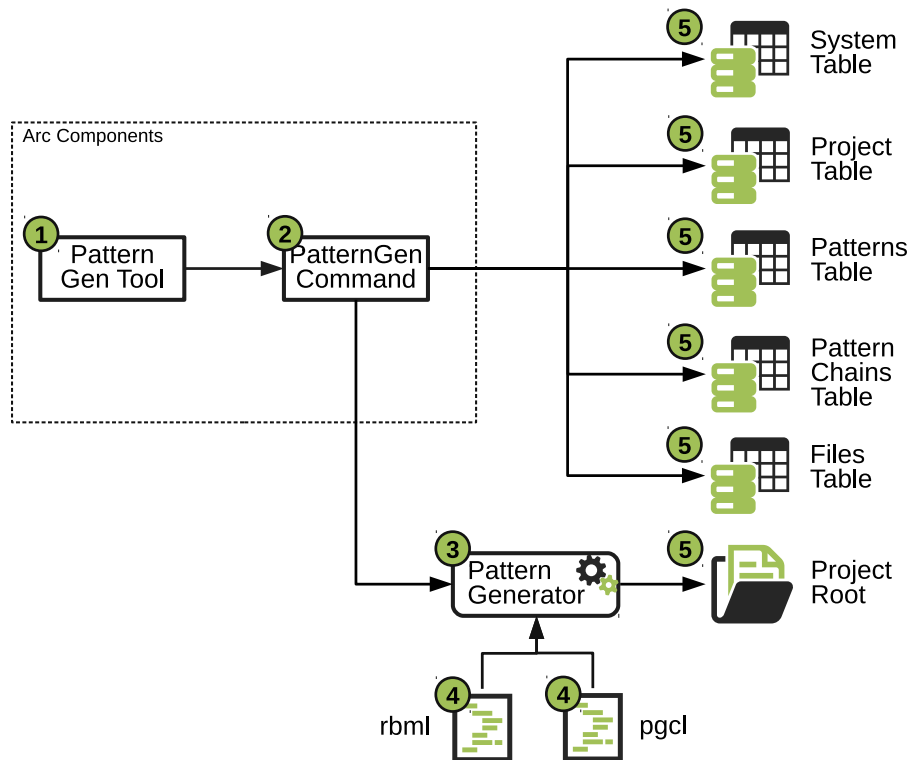 5
System
Table
Arc Components
5
Project
Table
1
Pattern
Gen Tool
2
PatternGen
Command
5
Patterns
Table
5
Pattern
Chains
Table
5
Files
Table
3
Pattern
Generator
5
Project
Root
4
rbml
4
pgcl